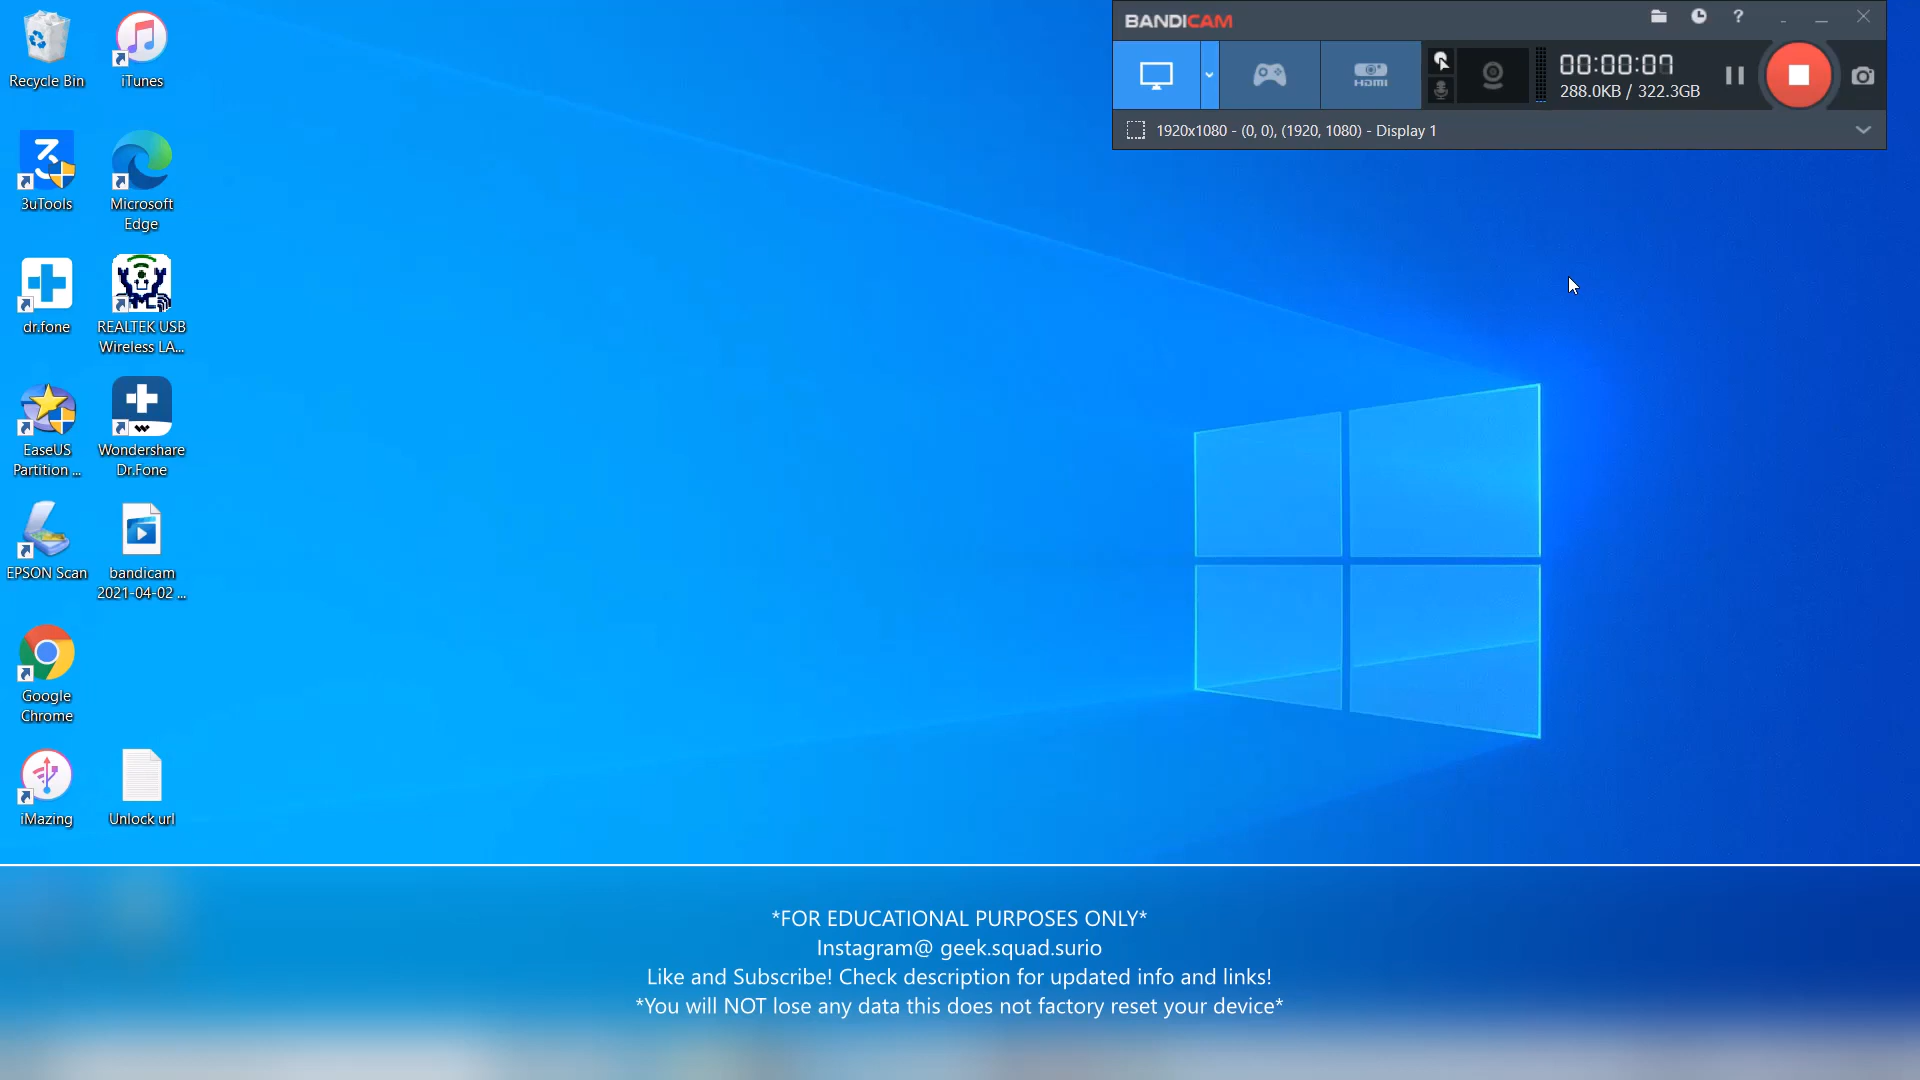 BANDICAM
HDMI
00:00:07
288.0KB / 322.3GB
1920x1080 - (0, 0), (1920, 1080) - Display 1
Recycle Bin
iTunes
3uTools
Microsoft
Edge
dr.fone
REALTEK USB
Wireless LA...
EaseUS
Partition ...
Wondershare
Dr.Fone
EPSON Scan
bandicam
2021-04-02 ...
Google
Chrome
iMazing
Unlock url
*FOR EDUCATIONAL PURPOSES ONLY*
Instagram@ geek.squad.surio
Like and Subscribe! Check description for updated info and links!
*You will NOT lose any data this does not factory reset your device*